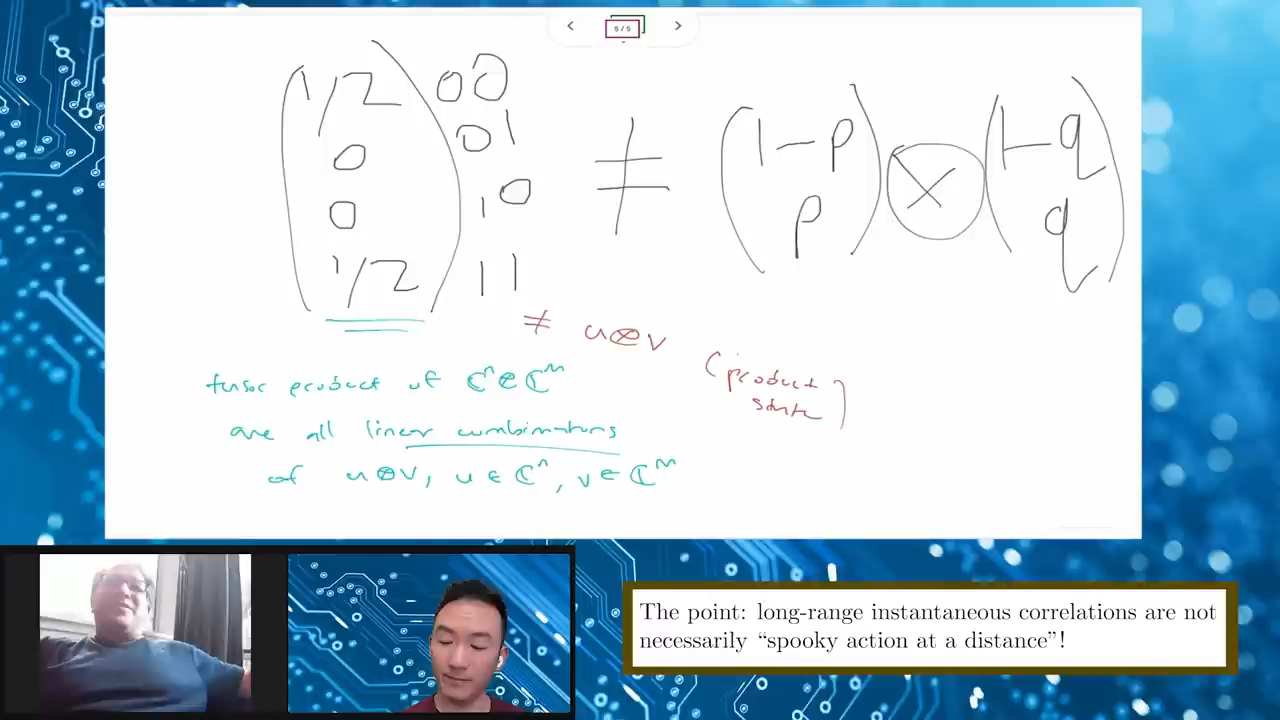 5/5
1/2 00
0 01
0 10
1/2 11
≠
1-p
p
⊗
1-q
q
≠ u⊗v
(product
state)
tensor product of ℂⁿ⊗ℂᵐ
are all linear combinations
of u⊗v, u ∈ ℂⁿ, v ∈ ℂᵐ
The point: long-range instantaneous correlations are not
necessarily “spooky action at a distance”!